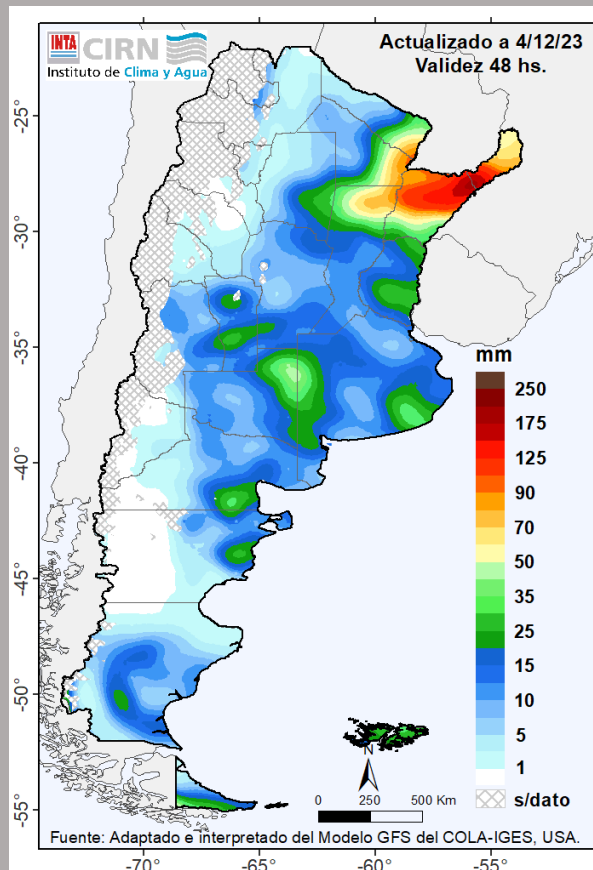 INTA
CIRN
Instituto de Clima y Agua
Actualizado a 4/12/23
Validez 48 hs.
-25°
-30°
-35°
-40°
-45°
-50°
-55°
mm
250
175
125
90
70
50
35
25
15
10
5
1
s/dato
N
0 250 500 Km
Fuente: Adaptado e interpretado del Modelo GFS del COLA-IGES, USA.
-70° -65° -60° -55°